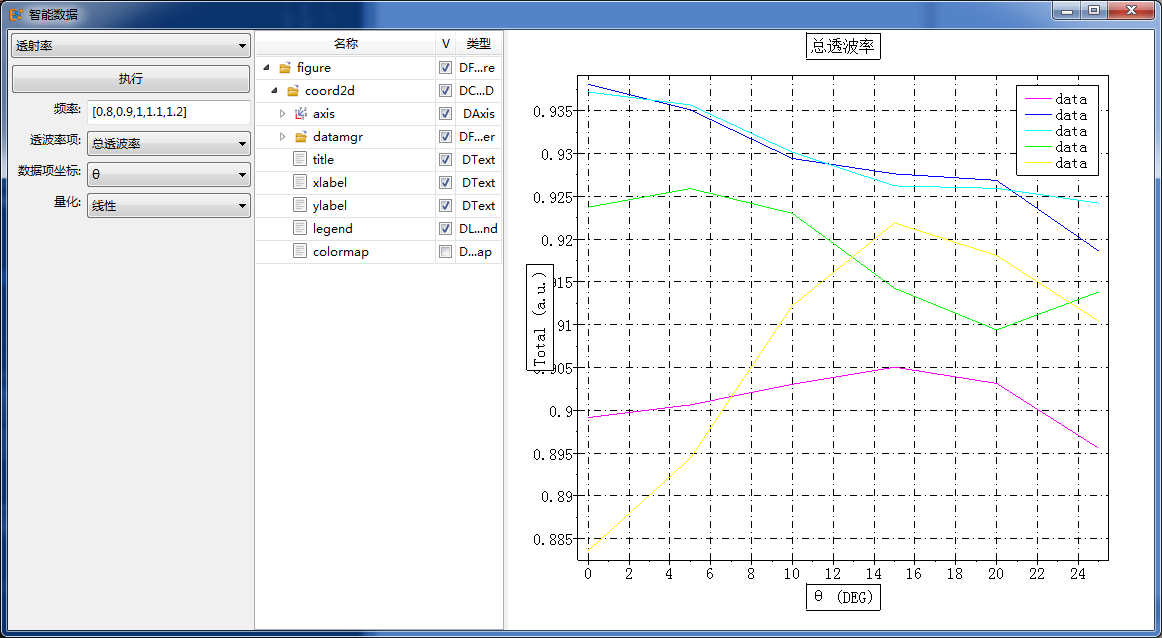 智能数据
透射率
执行
频率: [0.8,0.9,1,1.1,1.2]
透波率项: 总透波率
数据项坐标: θ
量化: 线性
名称 V 类型
figure DF...re
coord2d DC...D
axis DAxis
datamgr DF...er
title DText
xlabel DText
ylabel DText
legend DL...nd
colormap D...ap
总透波率
data
data
data
data
data
0.935
0.93
0.925
0.92
15
91
905
0.9
0.895
0.89
0.885
Total (a.u.)
0 2 4 6 8 10 12 14 16 18 20 22 24
θ (DEG)